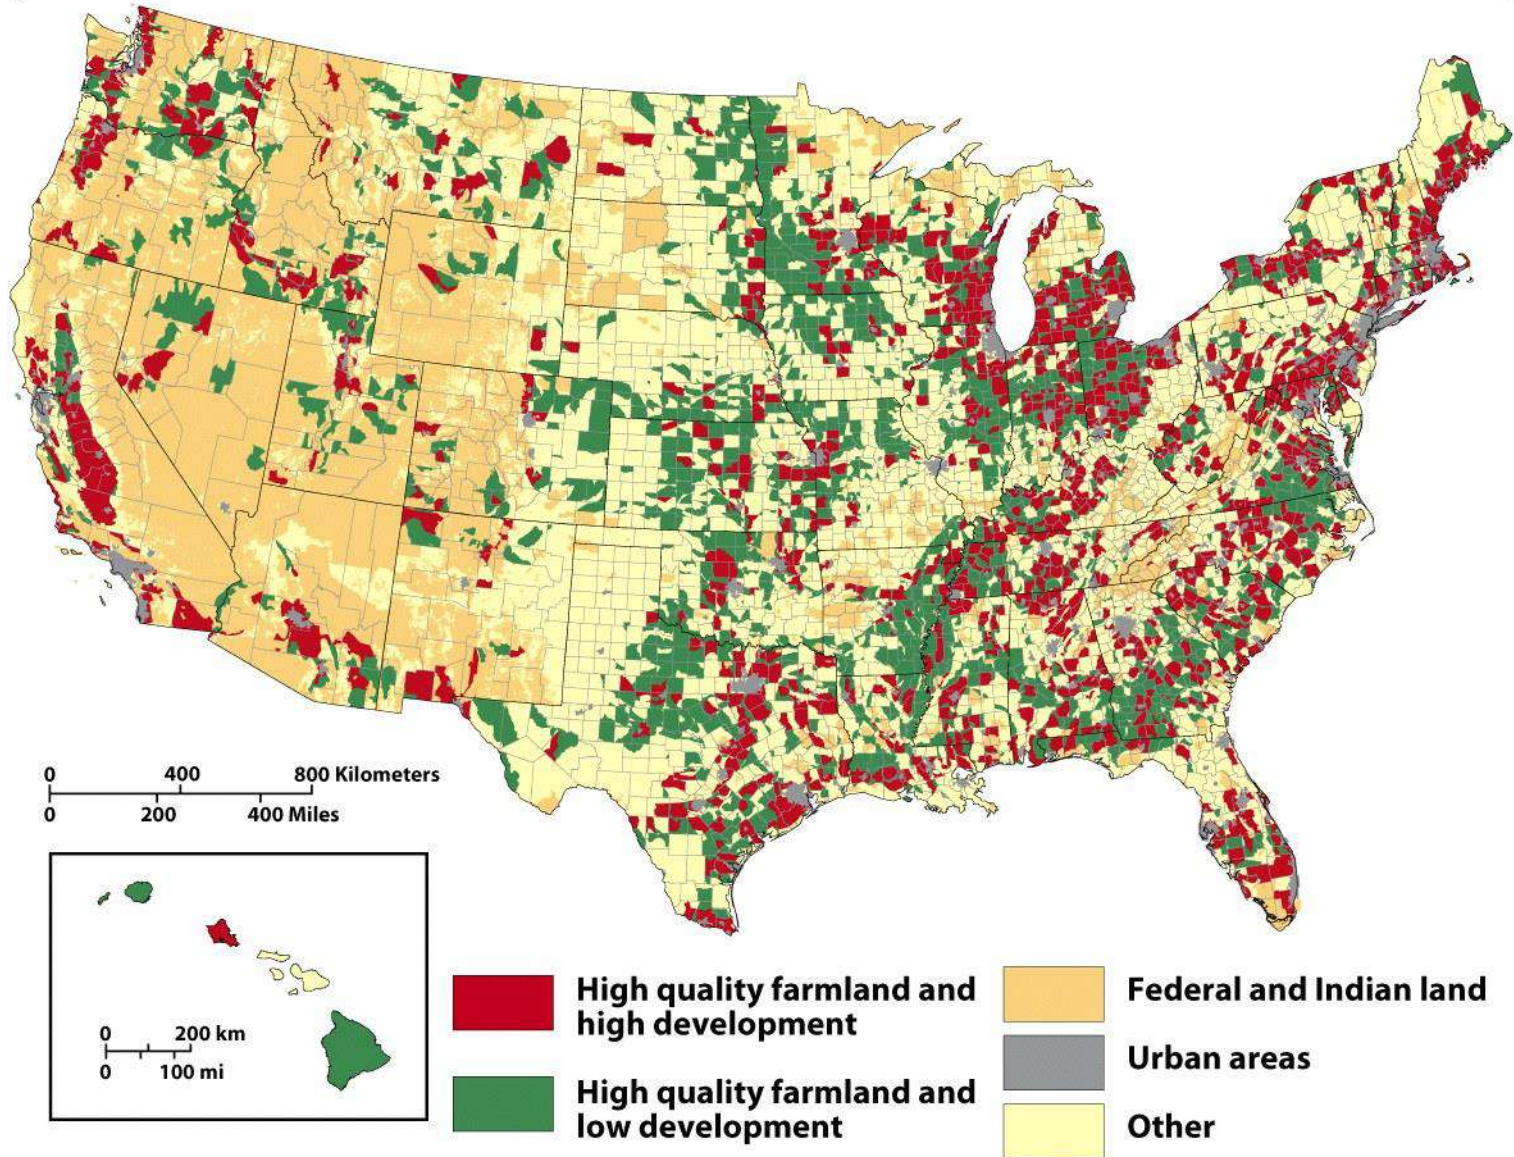 0 400 800 Kilometers
0 200 400 Miles
0 200 km
0 100 mi
High quality farmland and
high development
High quality farmland and
low development
Federal and Indian land
Urban areas
Other